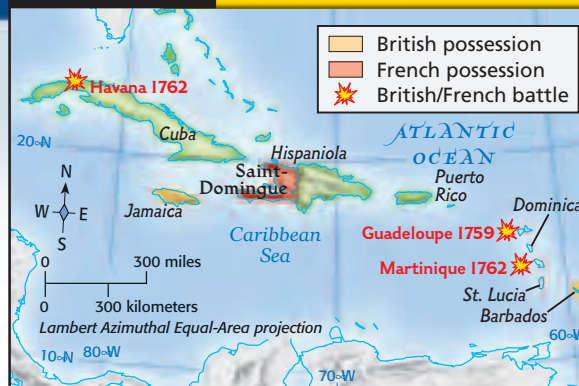 British possession
French possession
British/French battle
Havana 1762
20∞N
Cuba
ATLANTIC
OCEAN
Hispaniola
Saint-
Domingue
Puerto
Rico
Jamaica
N
W E
S
Caribbean
Sea
Dominica
Guadeloupe 1759
Martinique 1762
St. Lucia
Barbados
0 300 miles
0 300 kilometers
Lambert Azimuthal Equal-Area projection
10∞N
80∞W
70∞W
60∞W